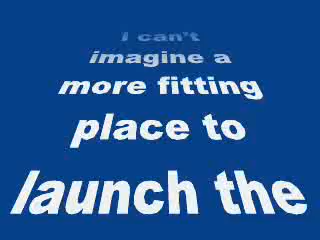 I can't
imagine a
more fitting
place to
launch the